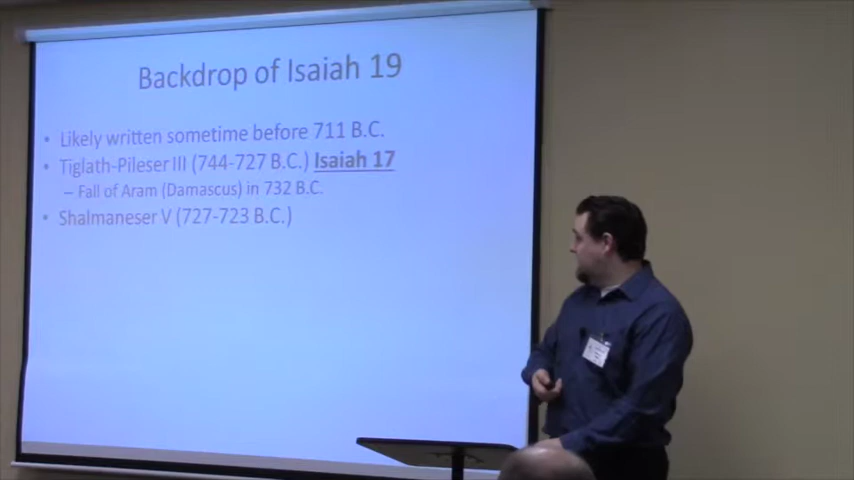 Backdrop of Isaiah 19
• Likely written sometime before 711 B.C.
• Tiglath-Pileser III (744-727 B.C.) Isaiah 17
– Fall of Aram (Damascus) in 732 B.C.
• Shalmaneser V (727-723 B.C.)